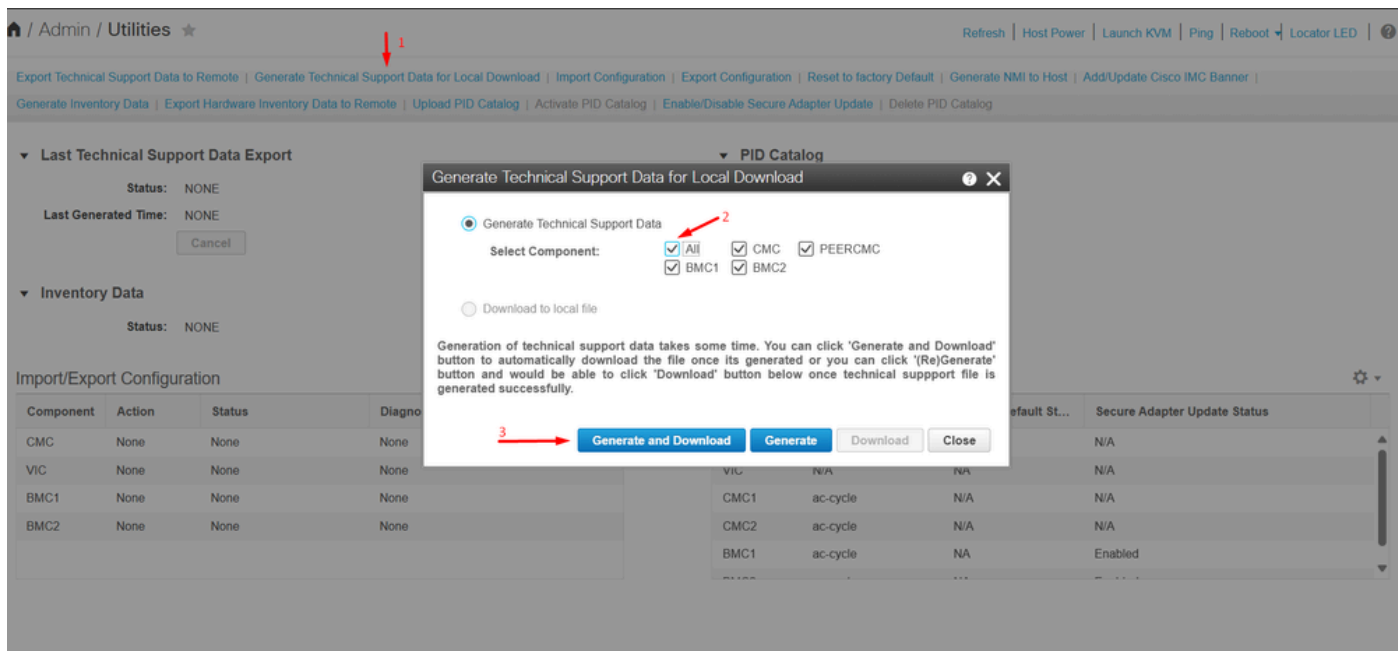 / Admin / Utilities
Refresh | Host Power | Launch KVM | Ping | Reboot | Locator LED | ?
1
Export Technical Support Data to Remote | Generate Technical Support Data for Local Download | Import Configuration | Export Configuration | Reset to factory Default | Generate NMI to Host | Add/Update Cisco IMC Banner |
Generate Inventory Data | Export Hardware Inventory Data to Remote | Upload PID Catalog | Activate PID Catalog | Enable/Disable Secure Adapter Update | Delete PID Catalog
Last Technical Support Data Export
Status: NONE
Last Generated Time: NONE
Cancel
Inventory Data
Status: NONE
PID Catalog
Generate Technical Support Data for Local Download ?
Generate Technical Support Data
2
Select Component: All CMC PEERCMC
BMC1 BMC2
Download to local file
Generation of technical support data takes some time. You can click 'Generate and Download'
button to automatically download the file once its generated or you can click '(Re)Generate'
button and would be able to click 'Download' button below once technical suppport file is
generated successfully.
3
Generate and Download Generate Download Close
Import/Export Configuration
Component Action Status Diagno
CMC None None None
VIC None None None
BMC1 None None None
BMC2 None None None
efault St... Secure Adapter Update Status
N/A
VIC N/A NA N/A
CMC1 ac-cycle N/A N/A
CMC2 ac-cycle N/A N/A
BMC1 ac-cycle NA Enabled